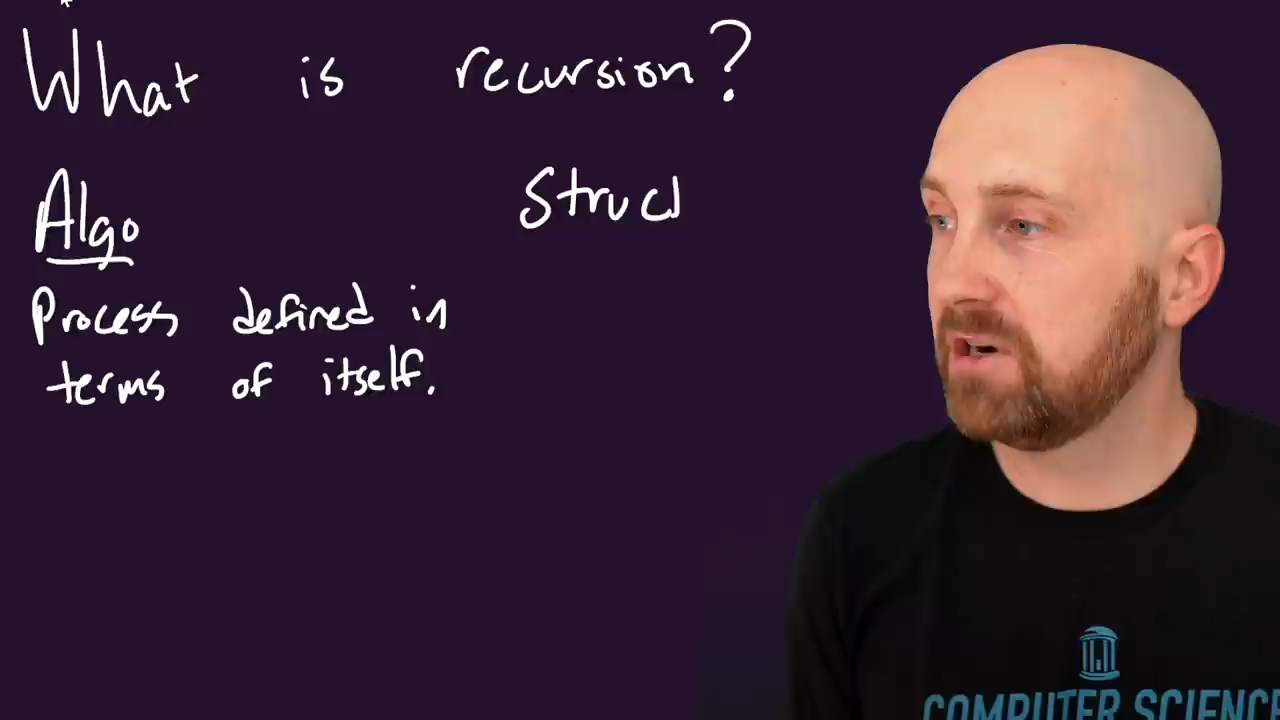 What is recursion?
Algo
Struct
Process defined in
terms of itself.
COMPUTER SCIENCE